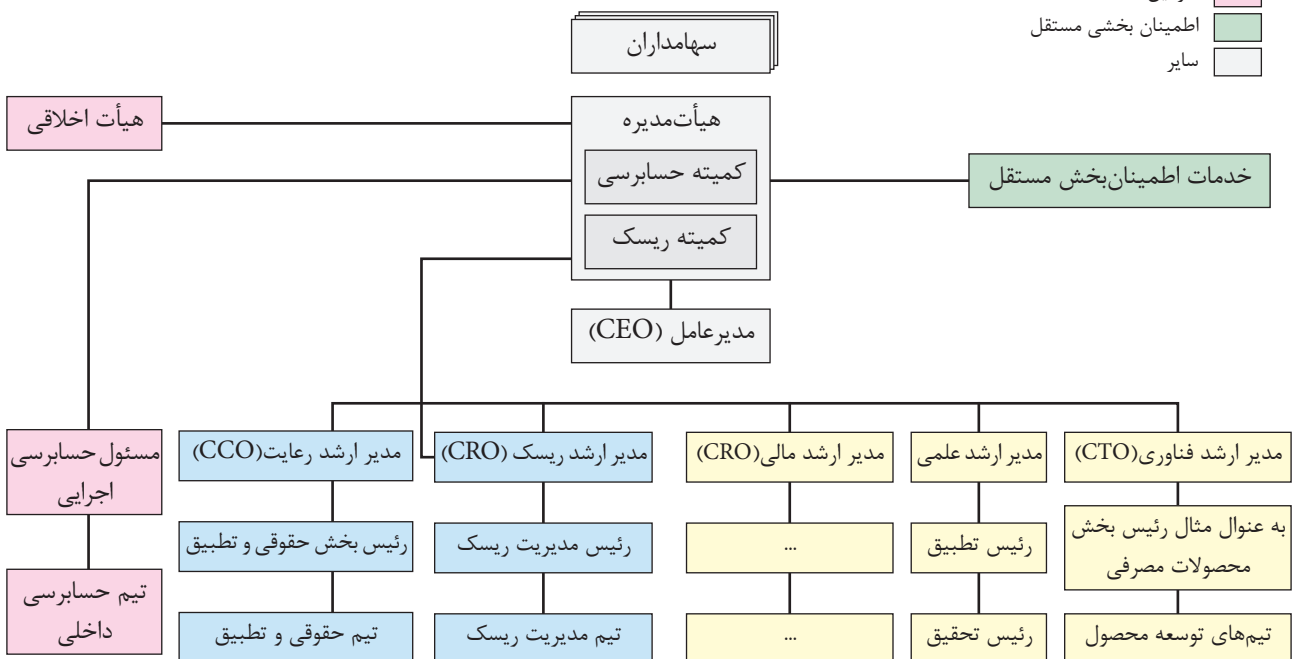 اطمینان بخشی مستقل
سایر
سهامداران
هیأت اخلاقی
هیأت‌مدیره
کمیته حسابرسی
کمیته ریسک
خدمات اطمینان‌بخش مستقل
مدیرعامل (CEO)
مدیر ارشد فناوری(CTO)
مدیر ارشد علمی
مدیر ارشد مالی(CRO)
مدیر ارشد ریسک (CRO)
مدیر ارشد رعایت(CCO)
مسئول حسابرسی
اجرایی
به عنوال مثال رئیس بخش
محصولات مصرفی
رئیس تطبیق
...
رئیس مدیریت ریسک
رئیس بخش حقوقی و تطبیق
تیم حسابرسی
داخلی
تیم‌های توسعه محصول
رئیس تحقیق
...
تیم مدیریت ریسک
تیم حقوقی و تطبیق